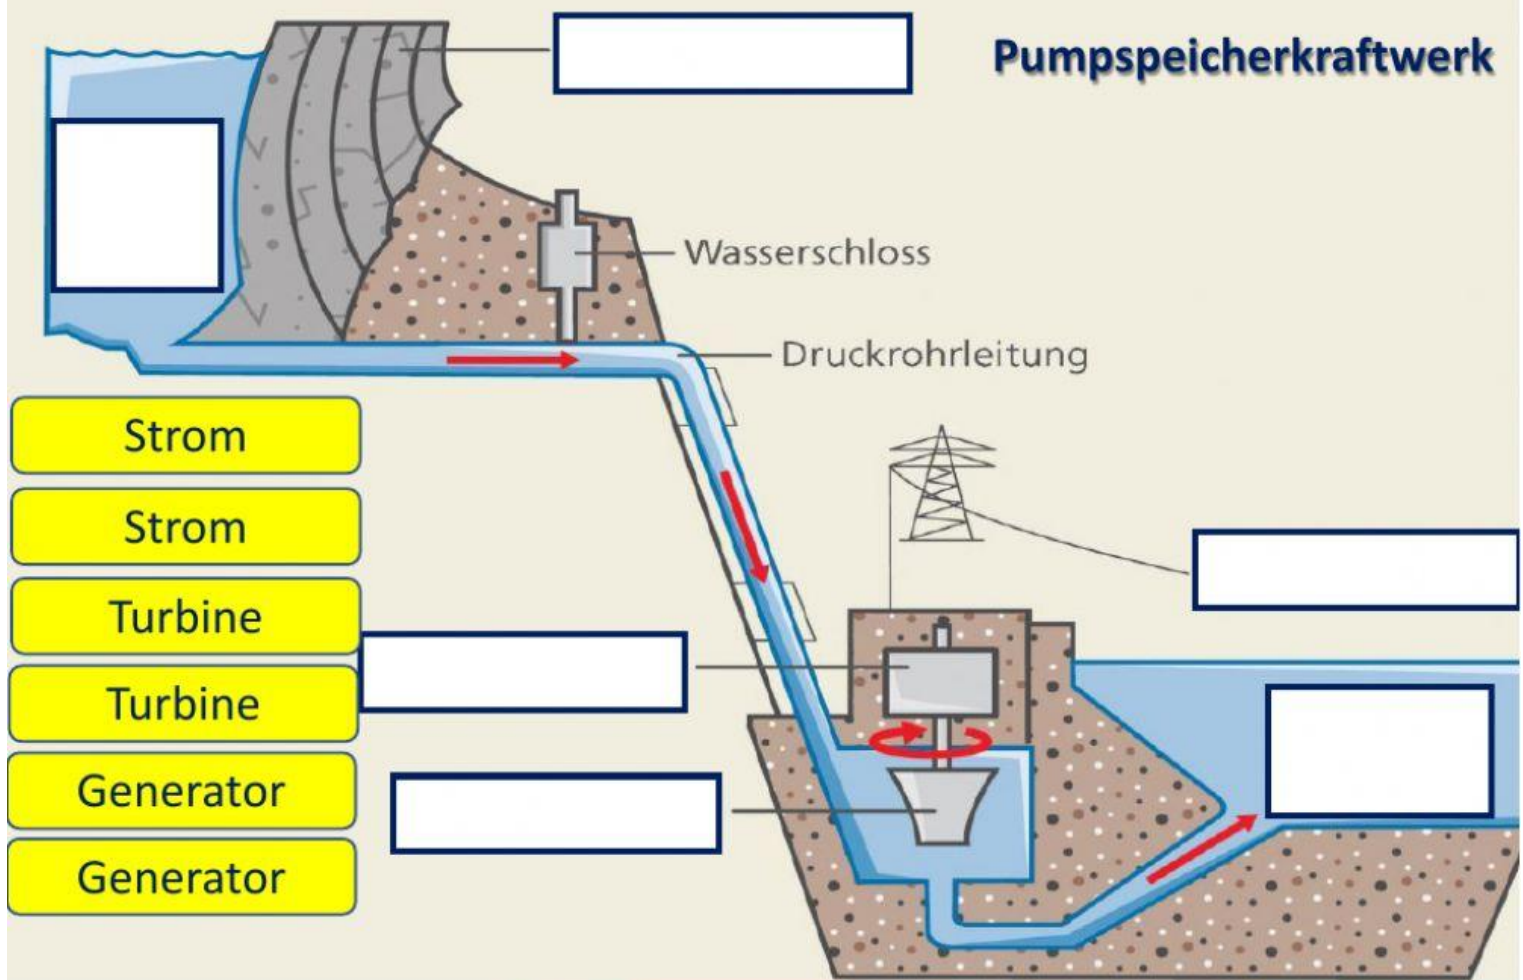 Pumpspeicherkraftwerk
Wasserschloss
Druckrohrleitung
Strom
Strom
Turbine
Turbine
Generator
Generator